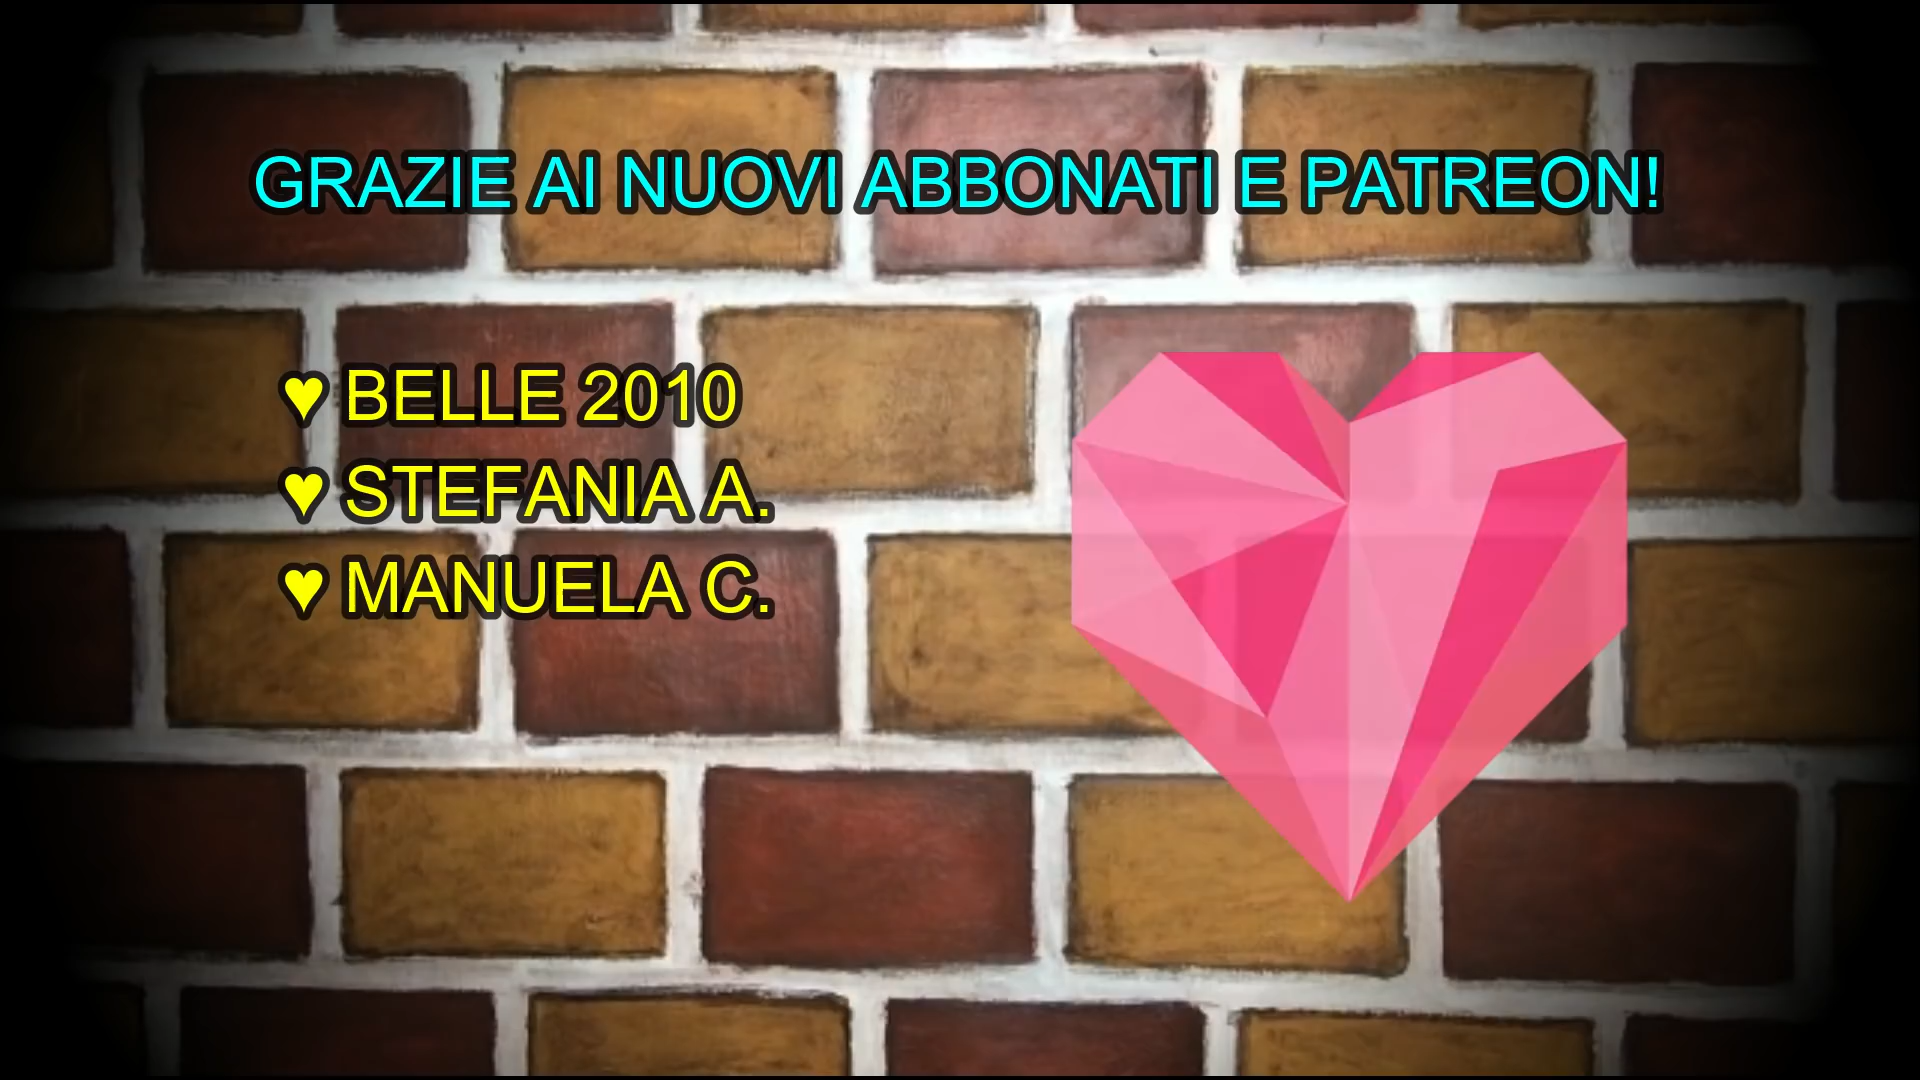 GRAZIE AI NUOVI ABBONATI E PATREON!
♥ BELLE 2010
♥ STEFANIA A.
♥ MANUELA C.